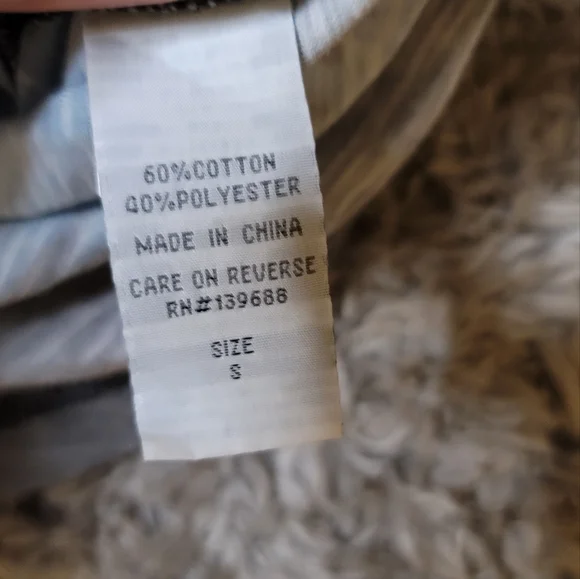 60%COTTON
40%POLYESTER
MADE IN CHINA
CARE ON REVERSE
RN#139688
SIZE
S